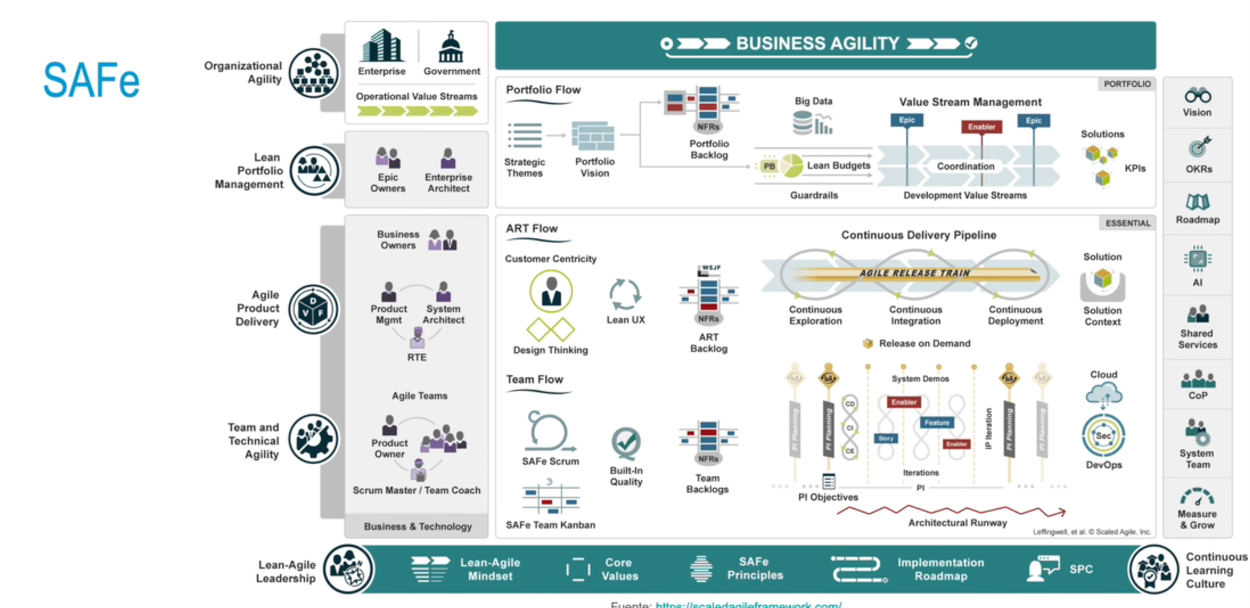 SAFe
Organizational
Agility
Enterprise
Government
Operational Value Streams
Lean
Portfolio
Management
Epic
Owners
Enterprise
Architect
Agile
Product
Delivery
D
V F
Business
Owners
Product
Mgmt
System
Architect
RTE
Team and
Technical
Agility
Agile Teams
Product
Owner
Scrum Master / Team Coach
Business & Technology
BUSINESS AGILITY
PORTFOLIO
Portfolio Flow
Strategic
Themes
Portfolio
Vision
NFRs
Portfolio
Backlog
Big Data
PB
Lean Budgets
Guardrails
Value Stream Management
Epic
Enabler
Epic
Coordination
Development Value Streams
Solutions
KPIs
ESSENTIAL
ART Flow
Customer Centricity
Design Thinking
Lean UX
WSJF
NFRs
ART
Backlog
Continuous Delivery Pipeline
AGILE RELEASE TRAIN
Continuous
Exploration
Continuous
Integration
Continuous
Deployment
Release on Demand
Solution
Solution
Context
Team Flow
SAFe Scrum
SAFe Team Kanban
Built-In
Quality
NFRs
Team
Backlogs
PI Planning
PI Planning
CD
CI
CE
System Demos
Enabler
Feature
Story
Enabler
Iterations
IP Iteration
PI Planning
PI Planning
PI
PI Objectives
Architectural Runway
Cloud
Sec
DevOps
Leffingwell, et al. © Scaled Agile, Inc.
Vision
OKRs
Roadmap
AI
Shared
Services
CoP
System
Team
Measure
& Grow
Lean-Agile
Leadership
Lean-Agile
Mindset
Core
Values
SAFe
Principles
Implementation
Roadmap
SPC
Continuous
Learning
Culture
Fuente: https://scaledagileframework.com/